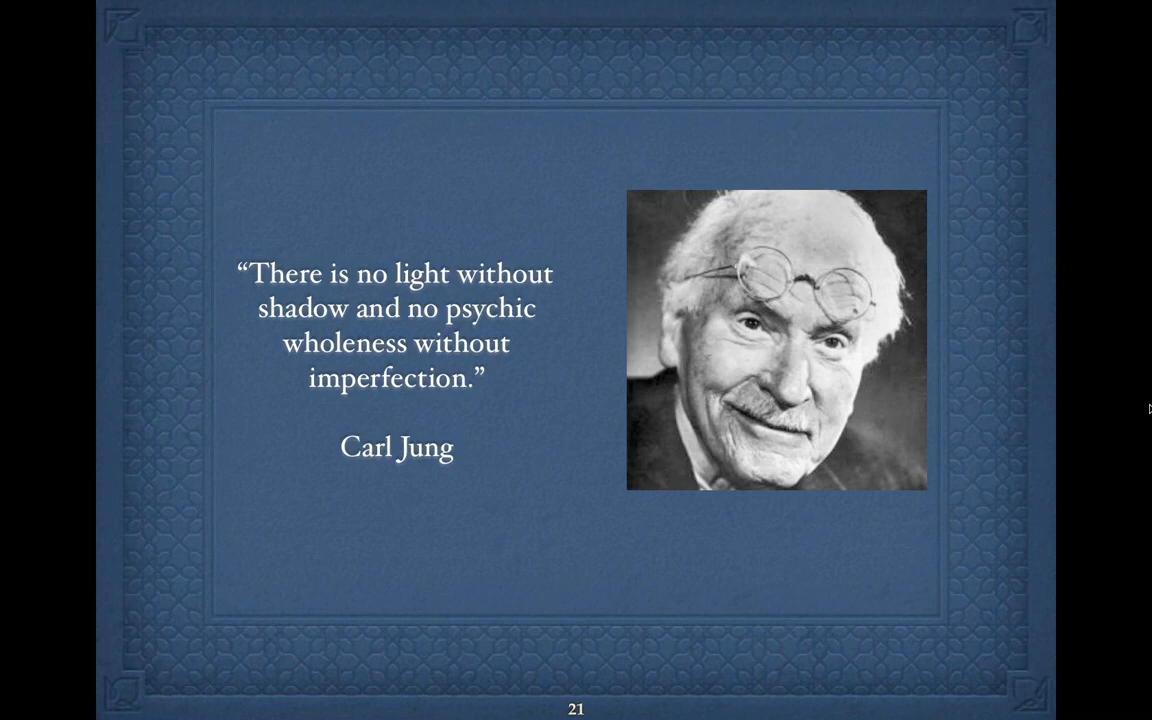 “There is no light without
shadow and no psychic
wholeness without
imperfection.”
Carl Jung
21